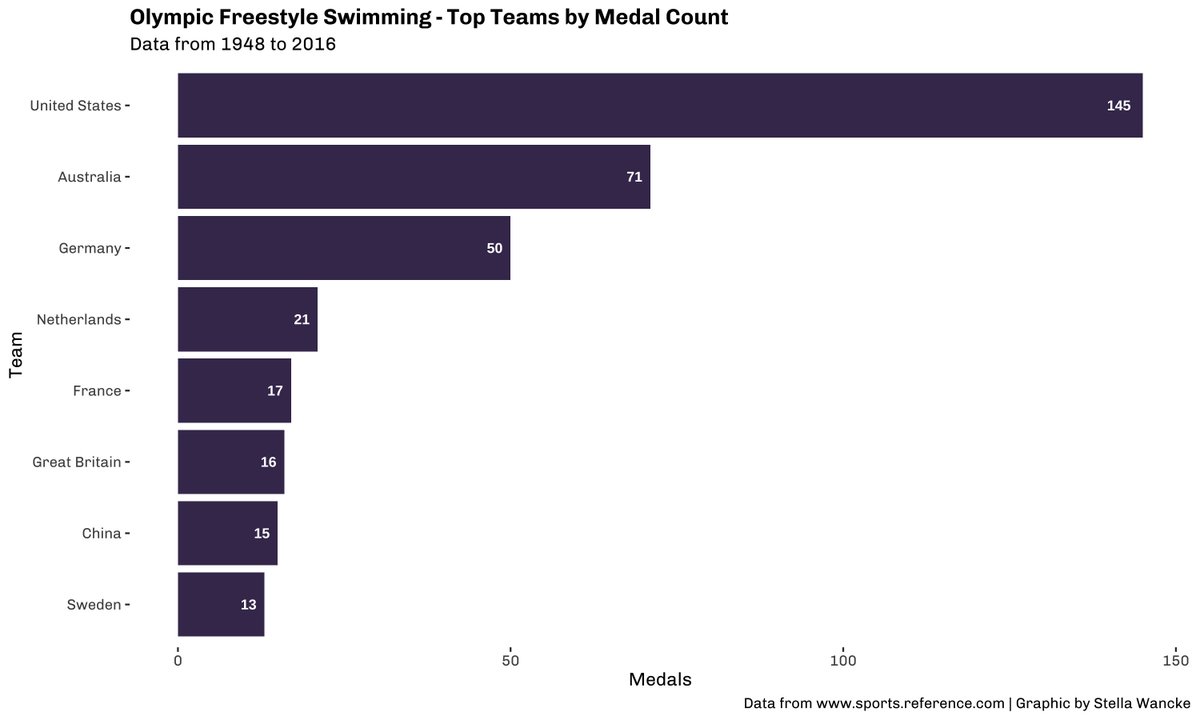 Olympic Freestyle Swimming - Top Teams by Medal Count
Data from 1948 to 2016
Team
United States
145
Australia
71
Germany
50
Netherlands
21
France
17
Great Britain
16
China
15
Sweden
13
0
50
100
150
Medals
Data from www.sports.reference.com | Graphic by Stella Wancke